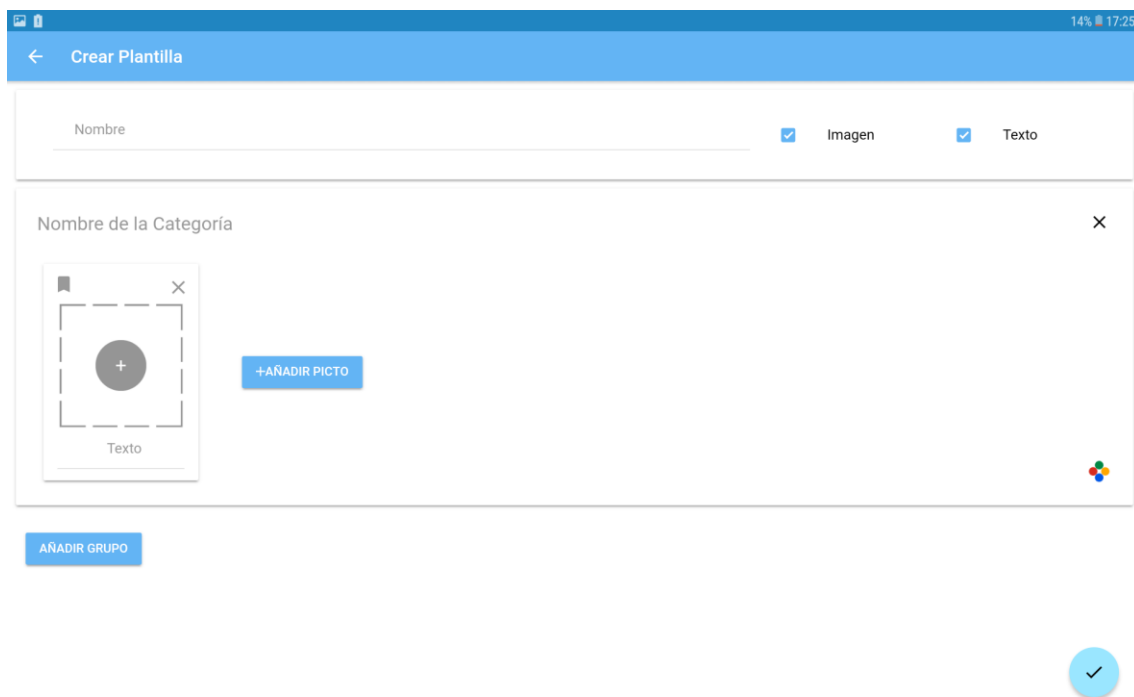 14% 17:25
Crear Plantilla
Nombre
Imagen
Texto
Nombre de la Categoría
+AÑADIR PICTO
Texto
AÑADIR GRUPO